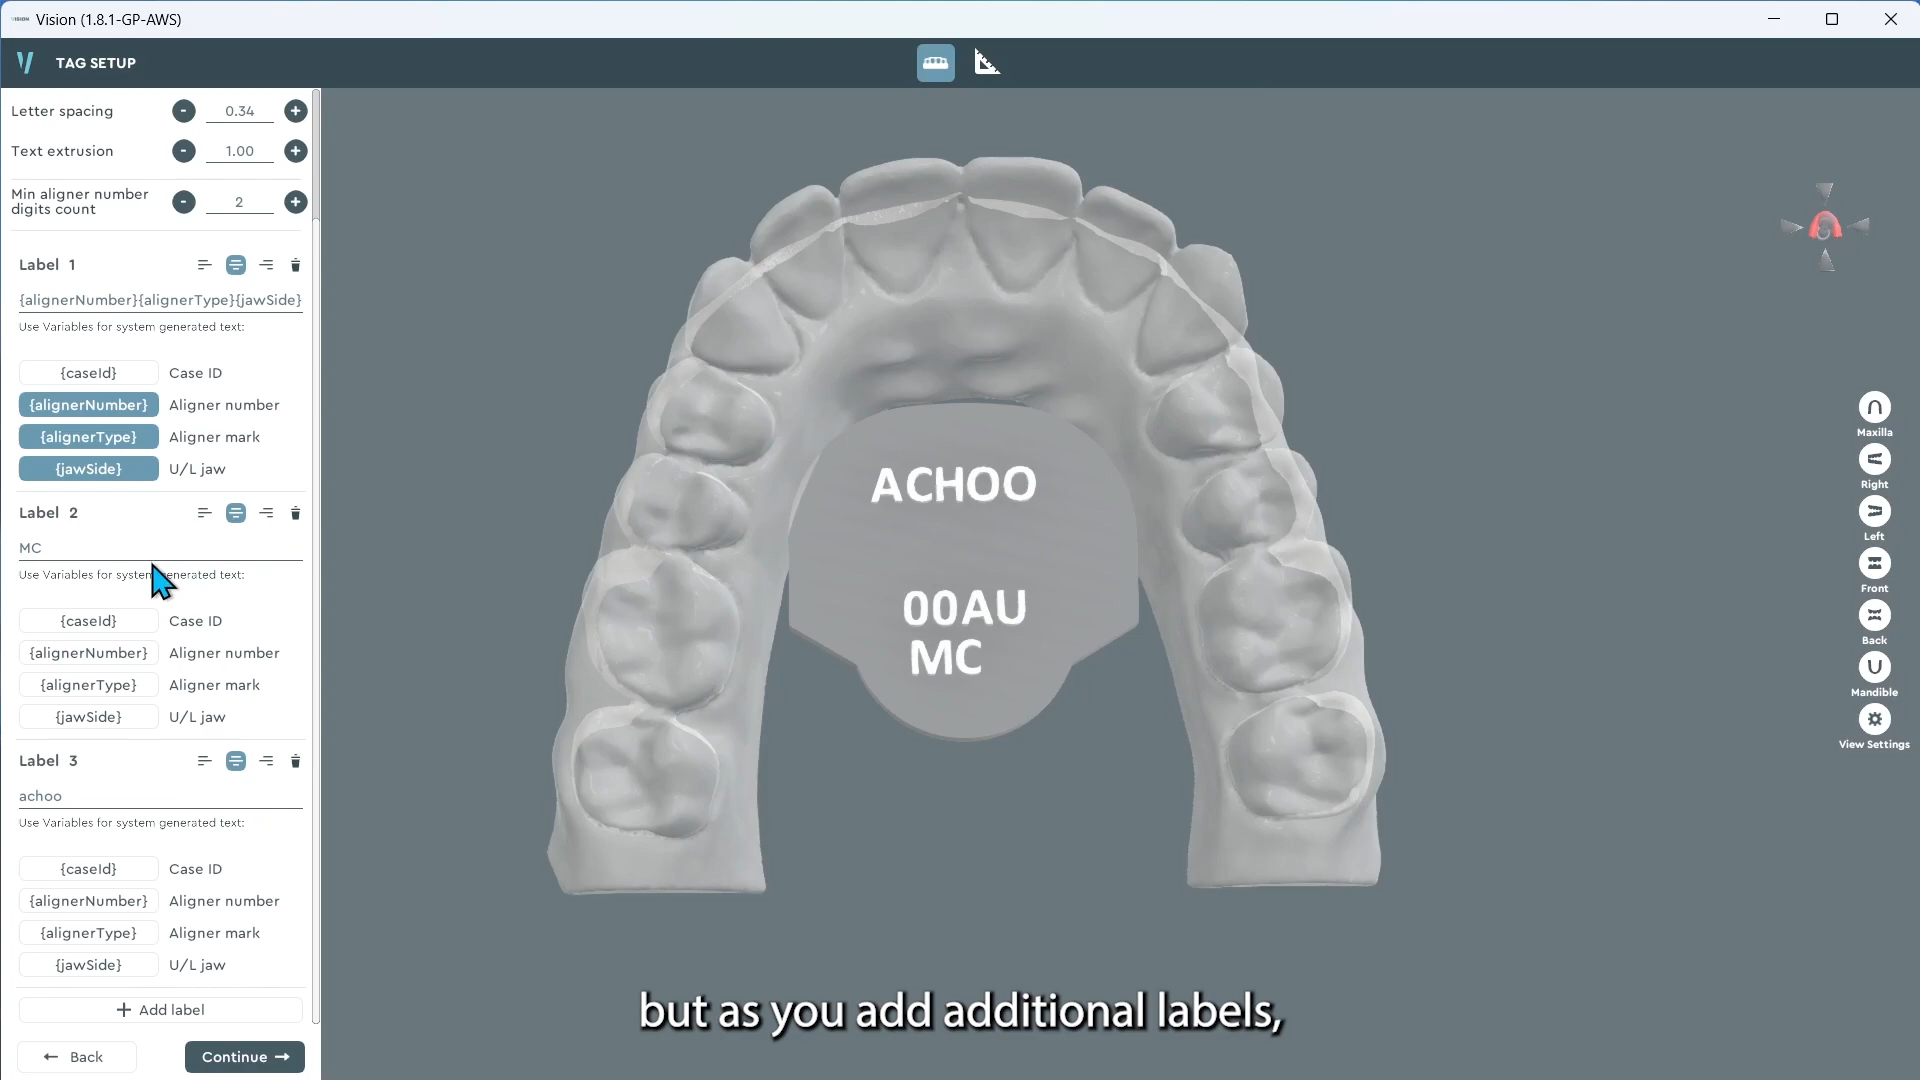 VISION Vision (1.8.1-GP-AWS)
TAG SETUP
Letter spacing - 0.34 +
Text extrusion - 1.00 +
Min aligner number
digits count - 2 +
Label 1
{alignerNumber}{alignerType}{jawSide}
Use Variables for system generated text:
{caseId} Case ID
{alignerNumber} Aligner number
{alignerType} Aligner mark
{jawSide} U/L jaw
Label 2
MC
Use Variables for system generated text:
{caseId} Case ID
{alignerNumber} Aligner number
{alignerType} Aligner mark
{jawSide} U/L jaw
Label 3
achoo
Use Variables for system generated text:
{caseId} Case ID
{alignerNumber} Aligner number
{alignerType} Aligner mark
{jawSide} U/L jaw
+ Add label
← Back
Continue →
ACHOO
00AU
MC
Maxilla
Right
Left
Front
Back
Mandible
View Settings
but as you add additional labels,